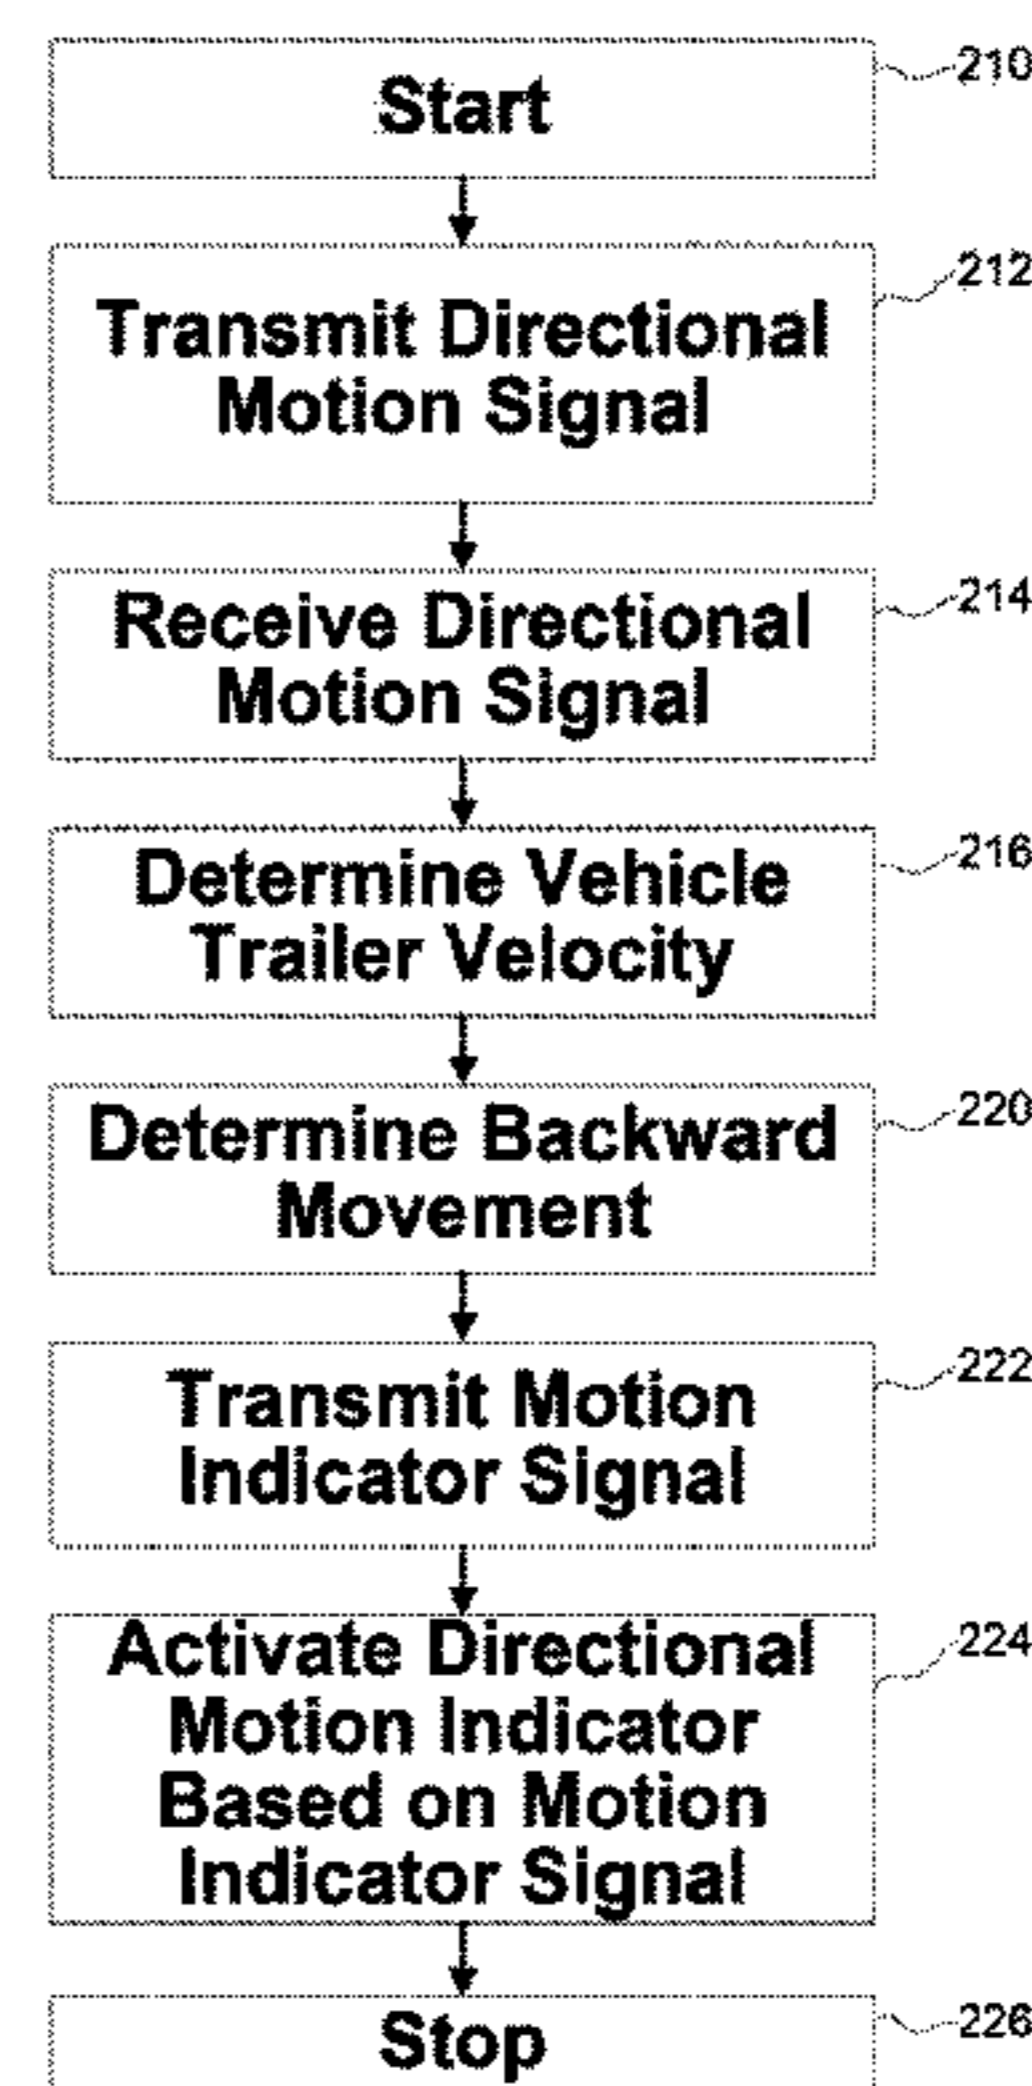 Start
210
Transmit Directional
Motion Signal
212
Receive Directional
Motion Signal
214
Determine Vehicle
Trailer Velocity
216
Determine Backward
Movement
220
Transmit Motion
Indicator Signal
222
Activate Directional
Motion Indicator
Based on Motion
Indicator Signal
224
Stop
226